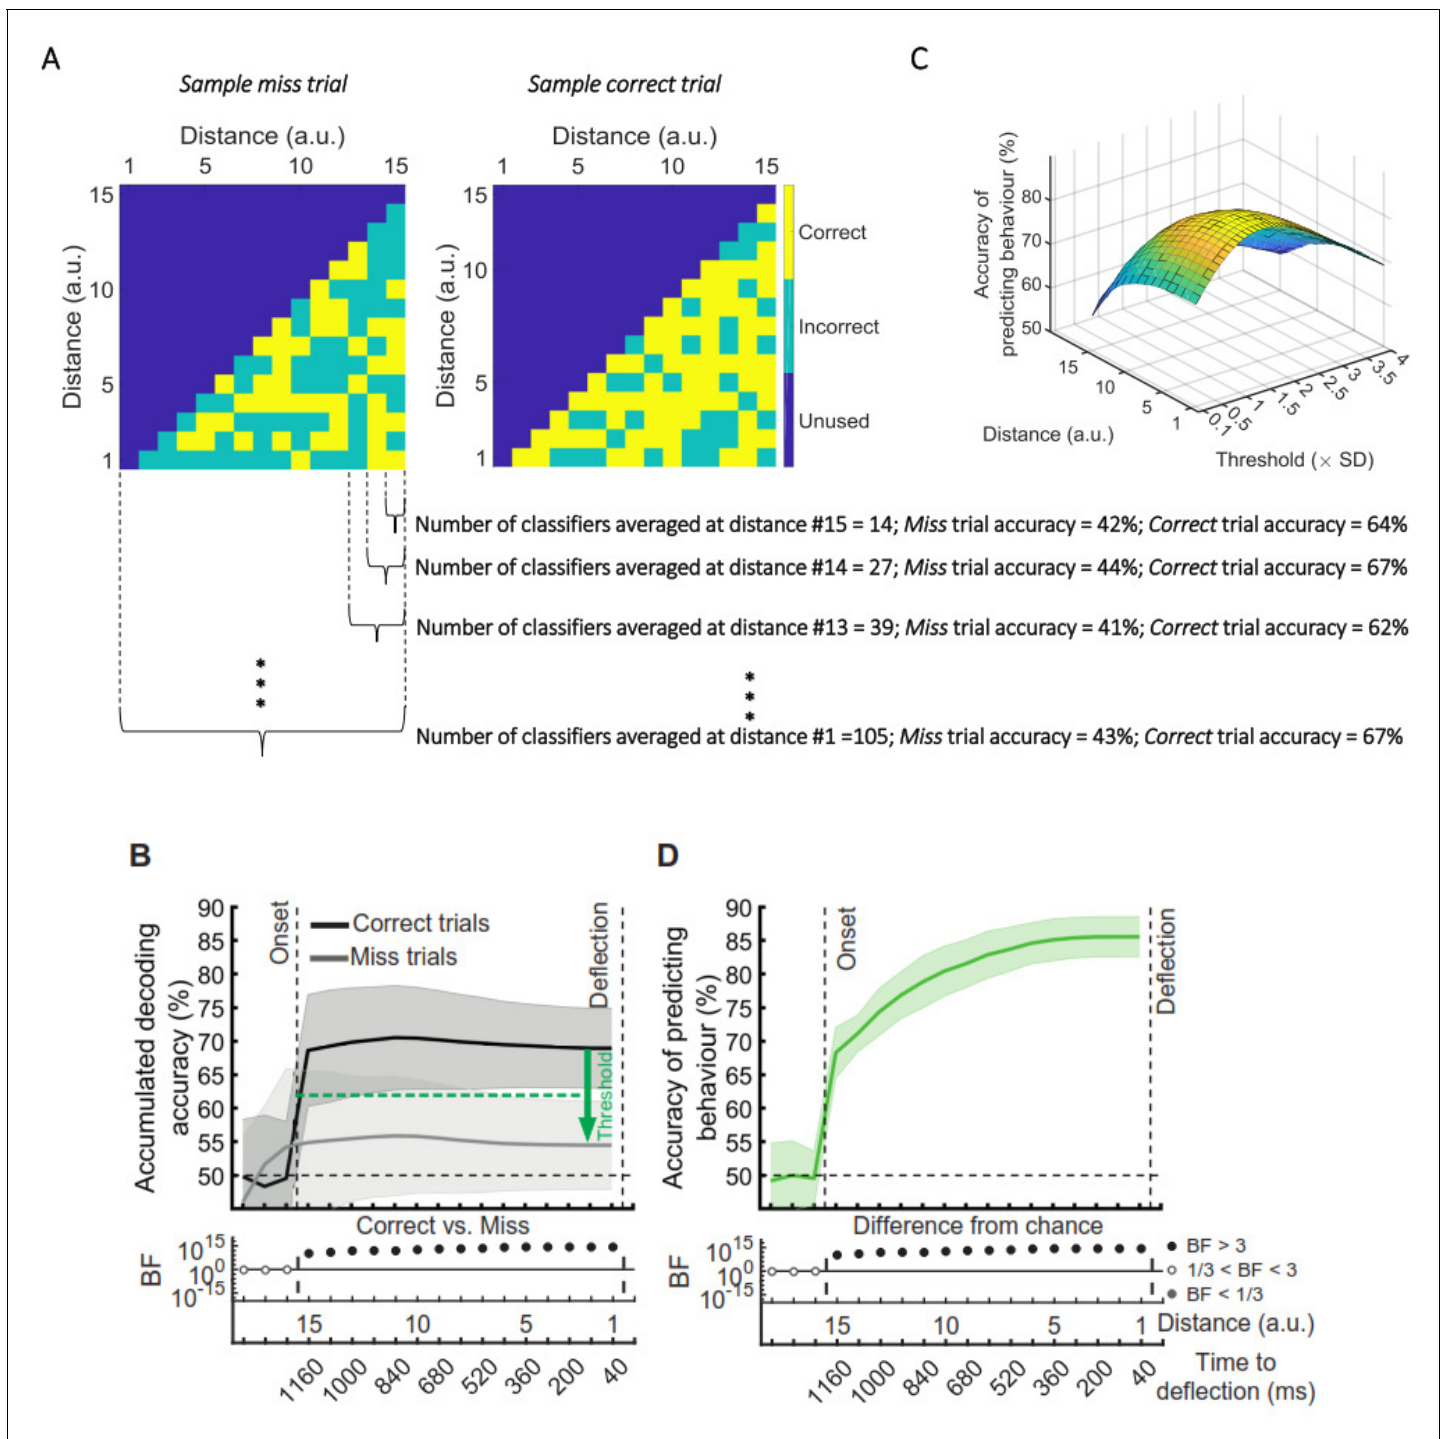 A
Sample miss trial
Sample correct trial
Distance (a.u.)
Distance (a.u.)
1 5 10 15
1 5 10 15
15
10
5
1
Distance (a.u.)
15
10
5
1
Distance (a.u.)
Correct
Incorrect
Unused
Number of classifiers averaged at distance #15 = 14; Miss trial accuracy = 42%; Correct trial accuracy = 64%
Number of classifiers averaged at distance #14 = 27; Miss trial accuracy = 44%; Correct trial accuracy = 67%
Number of classifiers averaged at distance #13 = 39; Miss trial accuracy = 41%; Correct trial accuracy = 62%
* * *
* * *
Number of classifiers averaged at distance #1 =105; Miss trial accuracy = 43%; Correct trial accuracy = 67%
C
Accuracy of
predicting behaviour (%)
80
70
60
50
15 10 5 1
Distance (a.u.)
0.1 0.5 1 1.5 2 2.5 3 3.5 4
Threshold (× SD)
B
Accumulated decoding
accuracy (%)
90
85
80
75
70
65
60
55
50
Onset
Correct trials
Miss trials
Deflection
Threshold
Correct vs. Miss
BF
10^15
10^0
10^-15
15 10 5 1
1160 1000 840 680 520 360 200 40
D
Accuracy of predicting
behaviour (%)
90
85
80
75
70
65
60
55
50
Onset
Deflection
Difference from chance
BF
10^15
10^0
10^-15
BF > 3
1/3 < BF < 3
BF < 1/3
15 10 5 1
Distance (a.u.)
1160 1000 840 680 520 360 200 40
Time to
deflection (ms)